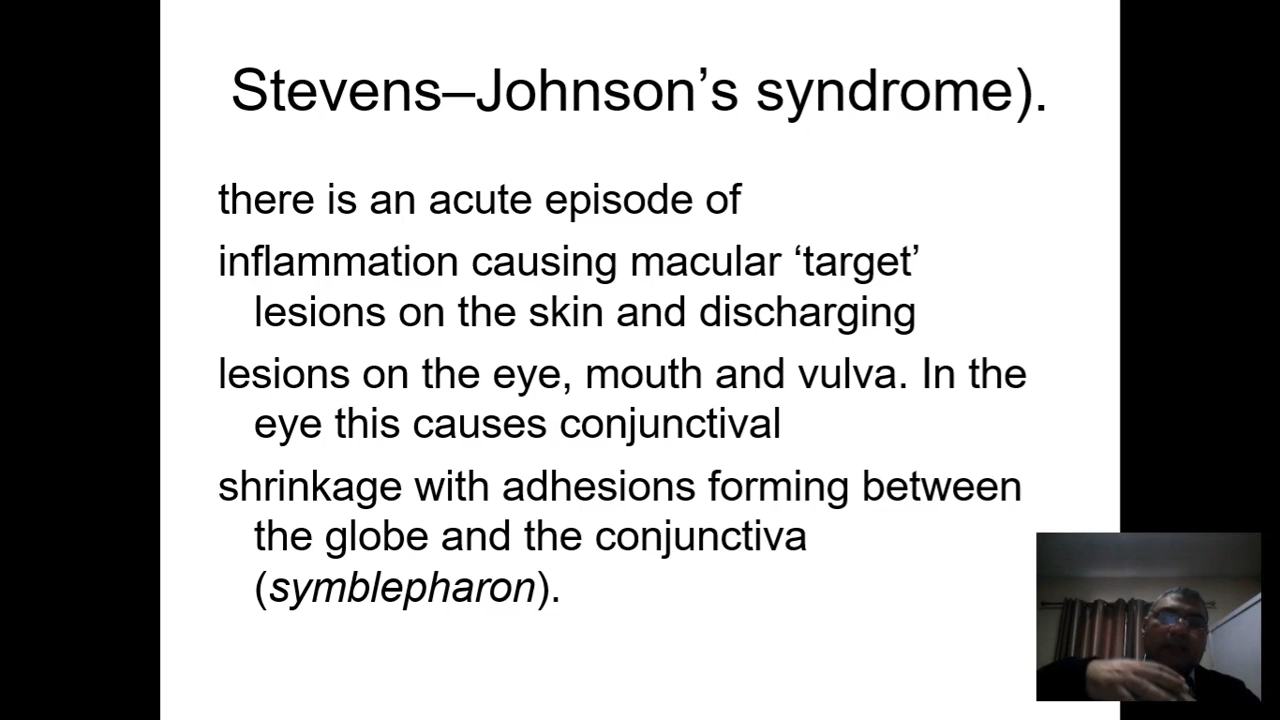 Stevens–Johnson’s syndrome).
there is an acute episode of
inflammation causing macular ‘target’
lesions on the skin and discharging
lesions on the eye, mouth and vulva. In the
eye this causes conjunctival
shrinkage with adhesions forming between
the globe and the conjunctiva
(symblepharon).